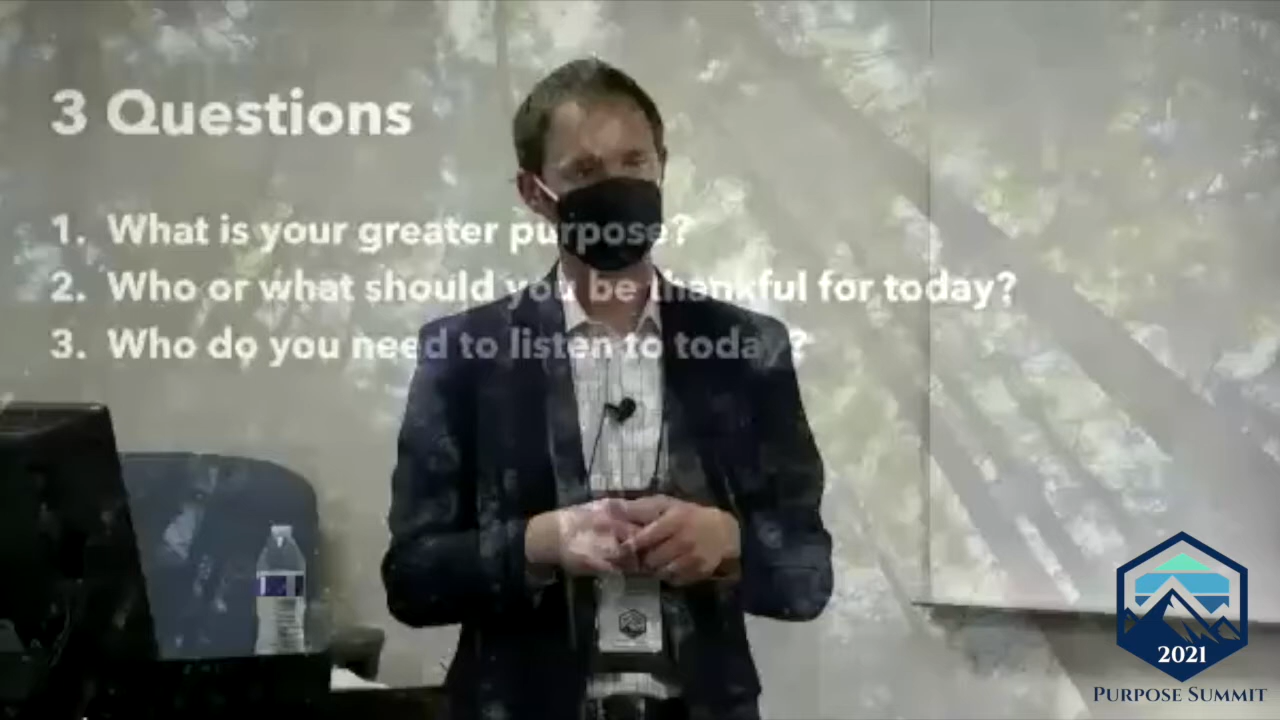 3 Questions
1. What is your greater purpose?
2. Who or what should you be thankful for today?
3. Who do you need to listen to today?
2021
PURPOSE SUMMIT